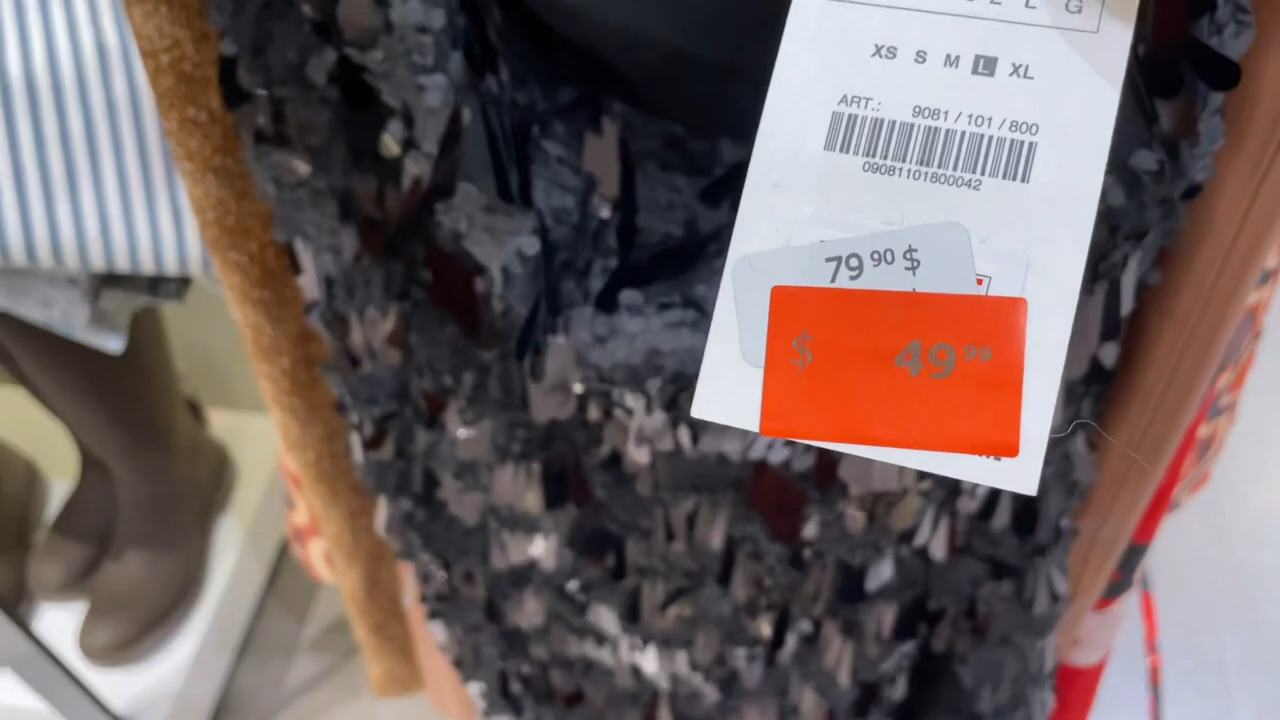 L G
XS S M L XL
ART.: 9081 / 101 / 800
09081101800042
79 90 $
$ 49 99